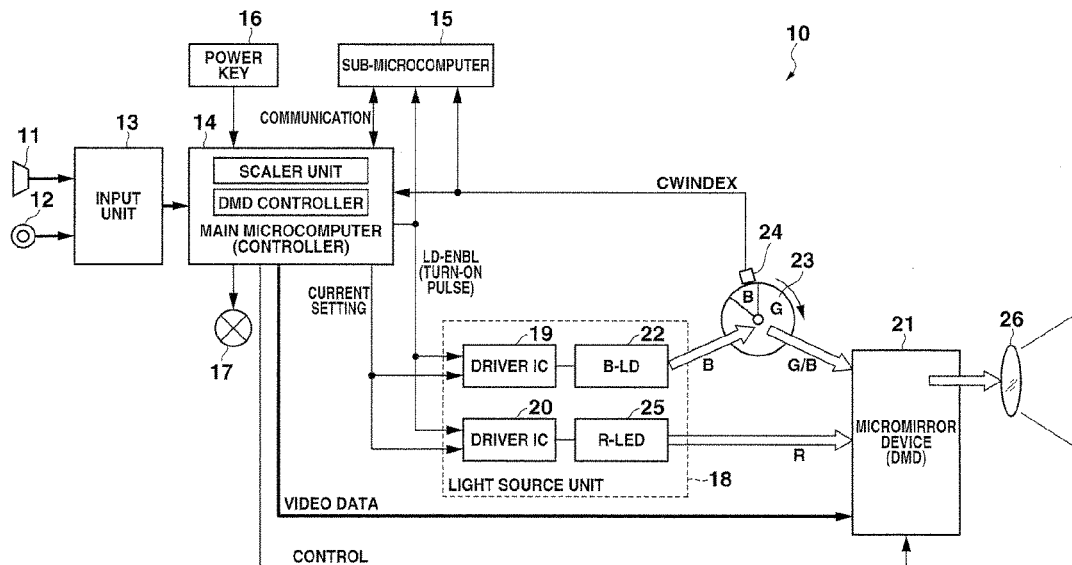 16
15
10
POWER
KEY
SUB-MICROCOMPUTER
COMMUNICATION
11
13
14
12
INPUT
UNIT
SCALER UNIT
DMD CONTROLLER
MAIN MICROCOMPUTER
(CONTROLLER)
CWINDEX
LD-ENBL
(TURN-ON
PULSE)
CURRENT
SETTING
24
23
B
G
17
19
22
21
26
DRIVER IC
B-LD
B
G/B
20
25
DRIVER IC
R-LED
R
MICROMIRROR
DEVICE
(DMD)
LIGHT SOURCE UNIT
18
VIDEO DATA
CONTROL